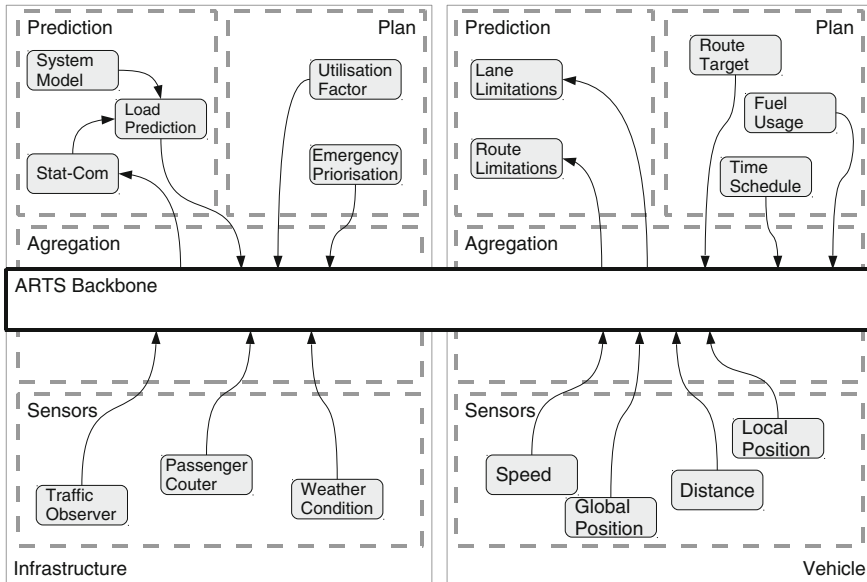 Prediction
Plan
System
Model
Load
Prediction
Stat-Com
Utilisation
Factor
Emergency
Priorisation
Agregation
Prediction
Plan
Lane
Limitations
Route
Limitations
Route
Target
Fuel
Usage
Time
Schedule
Agregation
ARTS Backbone
Sensors
Traffic
Observer
Passenger
Couter
Weather
Condition
Infrastructure
Sensors
Speed
Global
Position
Distance
Local
Position
Vehicle